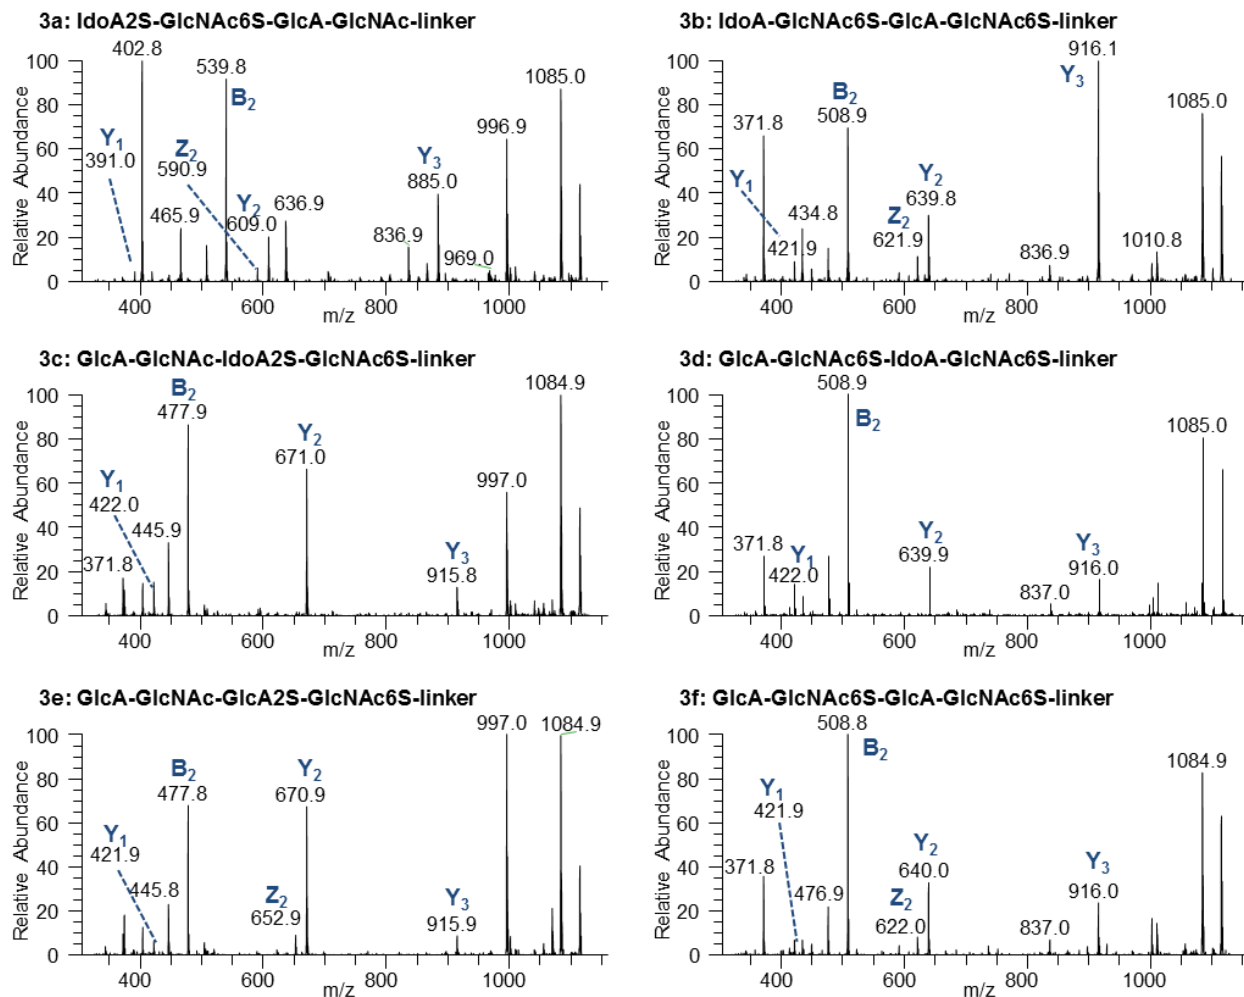 3a: IdoA2S-GlcNAc6S-GlcA-GlcNAc-linker
402.8
539.8
B2
1085.0
996.9
Y1
391.0
Z2
590.9
Y3
885.0
Y2
609.0
636.9
465.9
836.9
969.0
Relative Abundance
100
80
60
40
20
0
400
600
800
1000
m/z
3b: IdoA-GlcNAc6S-GlcA-GlcNAc6S-linker
916.1
Y3
B2
508.9
1085.0
371.8
Y1
421.9
434.8
Y2
639.8
Z2
621.9
836.9
1010.8
Relative Abundance
100
80
60
40
20
0
400
600
800
1000
m/z
3c: GlcA-GlcNAc-IdoA2S-GlcNAc6S-linker
1084.9
B2
477.9
Y2
671.0
997.0
Y1
422.0
445.9
371.8
Y3
915.8
Relative Abundance
100
80
60
40
20
0
400
600
800
1000
m/z
3d: GlcA-GlcNAc6S-IdoA-GlcNAc6S-linker
508.9
B2
1085.0
371.8
Y1
422.0
Y2
639.9
Y3
916.0
837.0
Relative Abundance
100
80
60
40
20
0
400
600
800
1000
m/z
3e: GlcA-GlcNAc-GlcA2S-GlcNAc6S-linker
997.0
1084.9
B2
477.8
Y2
670.9
Y1
421.9
445.8
Z2
652.9
Y3
915.9
Relative Abundance
100
80
60
40
20
0
400
600
800
1000
m/z
3f: GlcA-GlcNAc6S-GlcA-GlcNAc6S-linker
508.8
B2
1084.9
Y1
421.9
371.8
476.9
Y2
640.0
Z2
622.0
Y3
916.0
837.0
Relative Abundance
100
80
60
40
20
0
400
600
800
1000
m/z